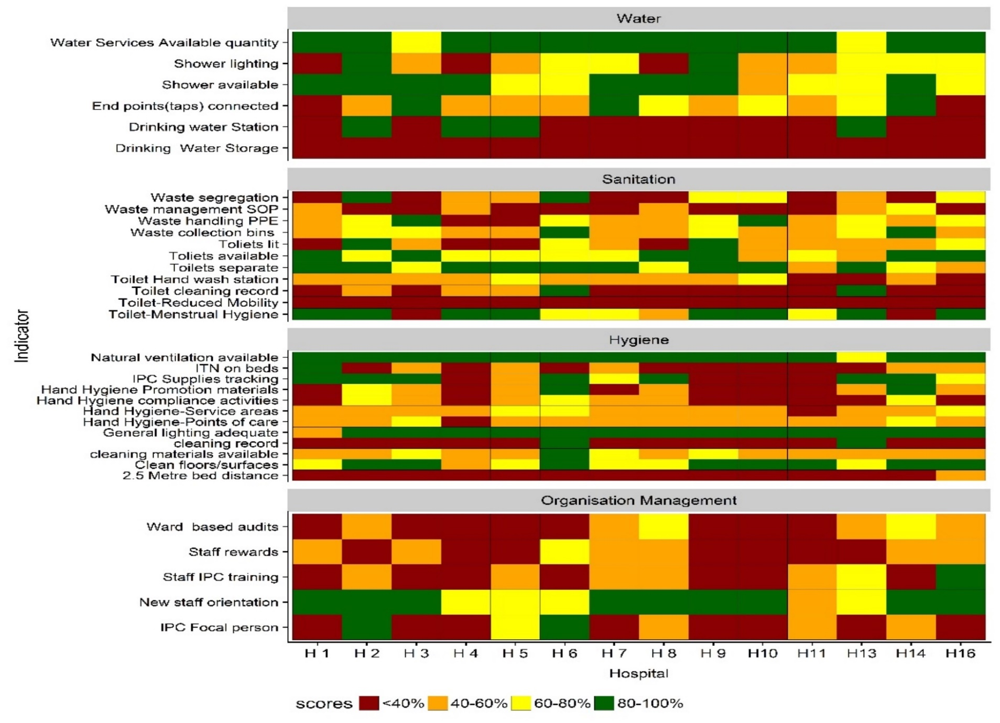 Water
Water Services Available quantity
Shower lighting
Shower available
End points(taps) connected
Drinking water Station
Drinking  Water Storage
Sanitation
Waste segregation
Waste management SOP
Waste handling PPE
Waste collection bins
Toliets lit
Toliets available
Toilets separate
Toilet Hand wash station
Toilet cleaning record
Toilet-Reduced Mobility
Toilet-Menstrual Hygiene
Indicator
Hygiene
Natural ventilation available
ITN on beds
IPC Supplies tracking
Hand Hygiene Promotion materials
Hand Hygiene compliance activities
Hand Hygiene-Service areas
Hand Hygiene-Points of care
General lighting adequate
cleaning record
cleaning materials available
Clean floors/surfaces
2.5 Metre bed distance
Organisation Management
Ward  based audits
Staff rewards
Staff IPC training
New staff orientation
IPC Focal person
H 1 H 2 H 3 H 4 H 5 H 6 H 7 H 8 H 9 H10 H11 H13 H14 H16
Hospital
scores <40% 40-60% 60-80% 80-100%